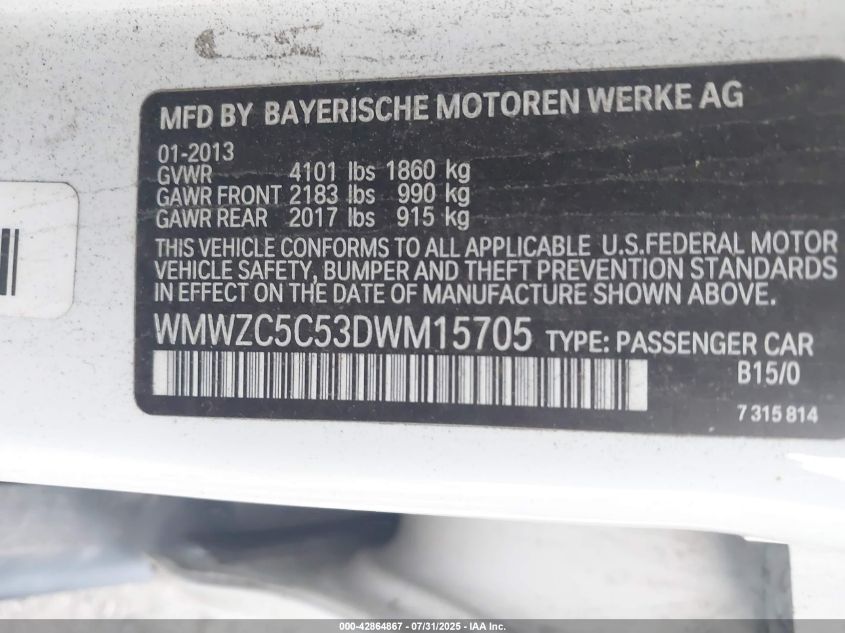 MFD BY BAYERISCHE MOTOREN WERKE AG
01-2013
GVWR 4101 lbs 1860 kg
GAWR FRONT 2183 lbs 990 kg
GAWR REAR 2017 lbs 915 kg
THIS VEHICLE CONFORMS TO ALL APPLICABLE U.S.FEDERAL MOTOR
VEHICLE SAFETY, BUMPER AND THEFT PREVENTION STANDARDS
IN EFFECT ON THE DATE OF MANUFACTURE SHOWN ABOVE.
WMWZC5C53DWM15705 TYPE: PASSENGER CAR
B15/0
7 315 814
000-42864867 - 07/31/2025 - IAA Inc.